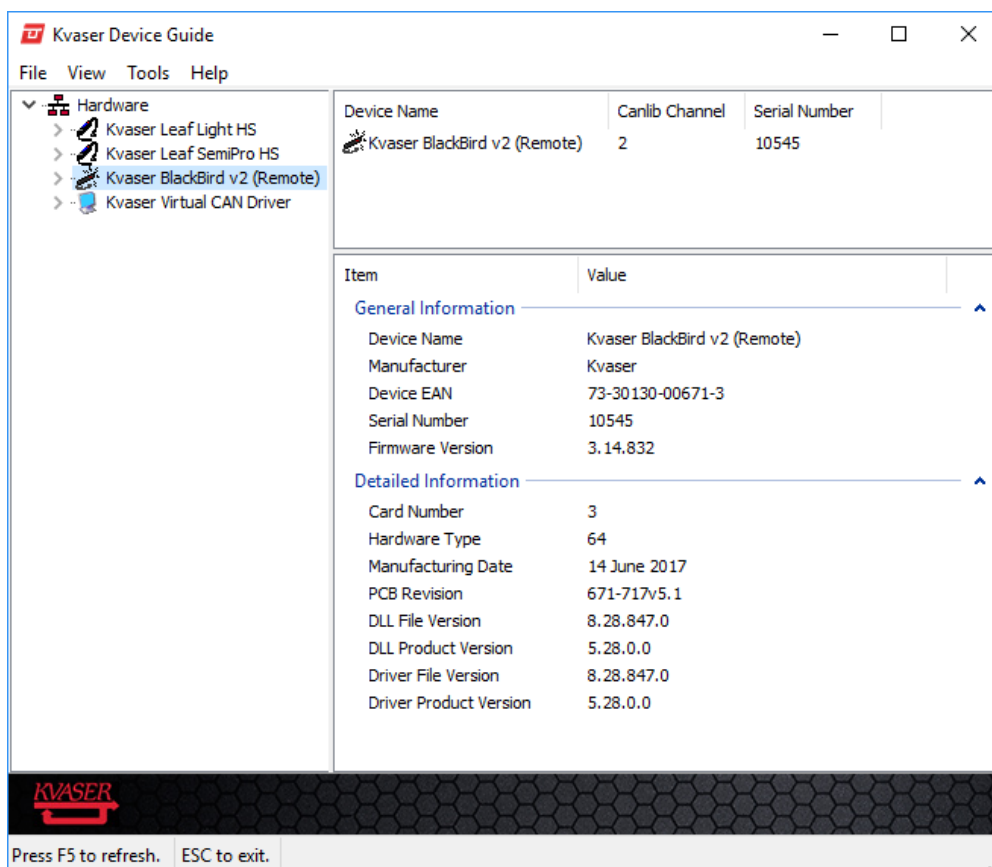 Kvaser Device Guide
File View Tools Help
Hardware
Kvaser Leaf Light HS
Kvaser Leaf SemiPro HS
Kvaser BlackBird v2 (Remote)
Kvaser Virtual CAN Driver
Device Name Canlib Channel Serial Number
Kvaser BlackBird v2 (Remote) 2 10545
Item Value
General Information
Device Name Kvaser BlackBird v2 (Remote)
Manufacturer Kvaser
Device EAN 73-30130-00671-3
Serial Number 10545
Firmware Version 3.14.832
Detailed Information
Card Number 3
Hardware Type 64
Manufacturing Date 14 June 2017
PCB Revision 671-717v5.1
DLL File Version 8.28.847.0
DLL Product Version 5.28.0.0
Driver File Version 8.28.847.0
Driver Product Version 5.28.0.0
KVASER
Press F5 to refresh. ESC to exit.